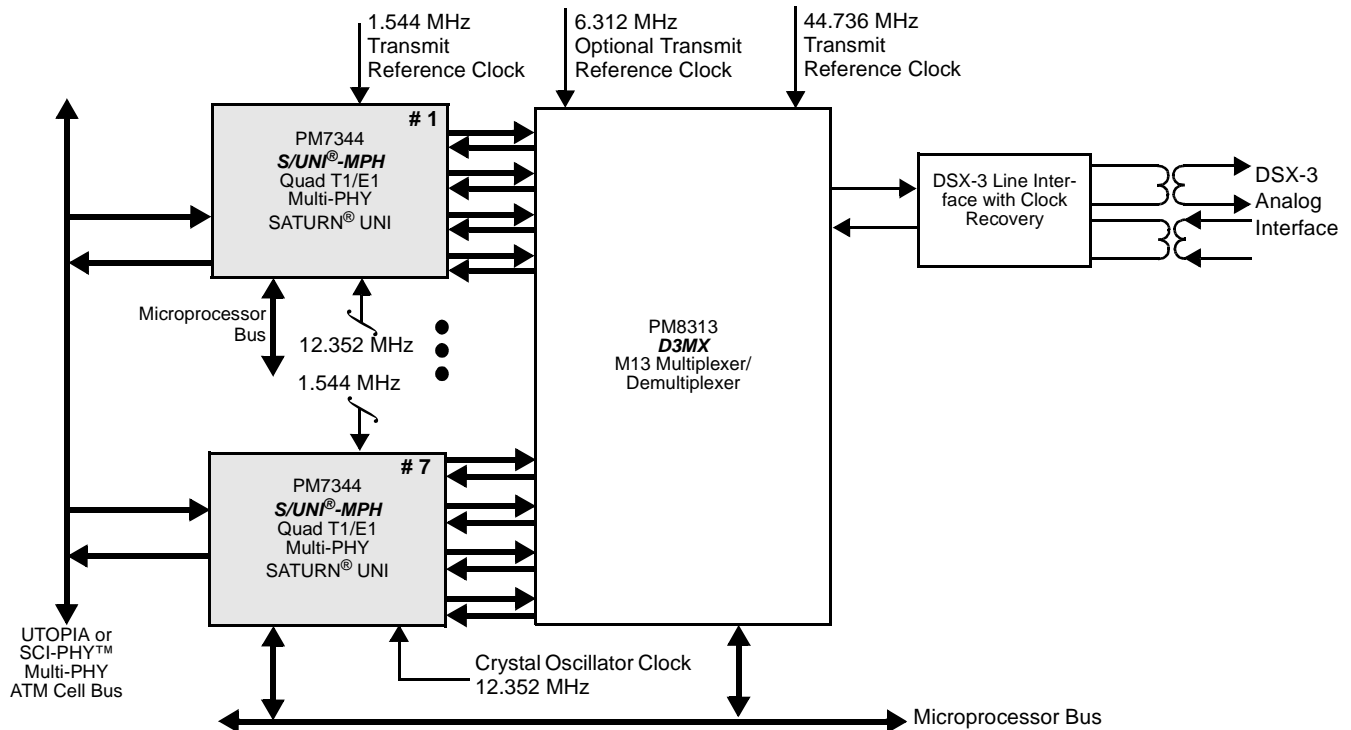 1.544 MHz
Transmit
Reference Clock
6.312 MHz
Optional Transmit
Reference Clock
44.736 MHz
Transmit
Reference Clock
# 1
PM7344
S/UNI®-MPH
Quad T1/E1
Multi-PHY
SATURN® UNI
DSX-3 Line Inter-
face with Clock
Recovery
DSX-3
Analog
Interface
Microprocessor
Bus
12.352 MHz
1.544 MHz
PM8313
D3MX
M13 Multiplexer/
Demultiplexer
# 7
PM7344
S/UNI®-MPH
Quad T1/E1
Multi-PHY
SATURN® UNI
UTOPIA or
SCI-PHY™
Multi-PHY
ATM Cell Bus
Crystal Oscillator Clock
12.352 MHz
Microprocessor Bus